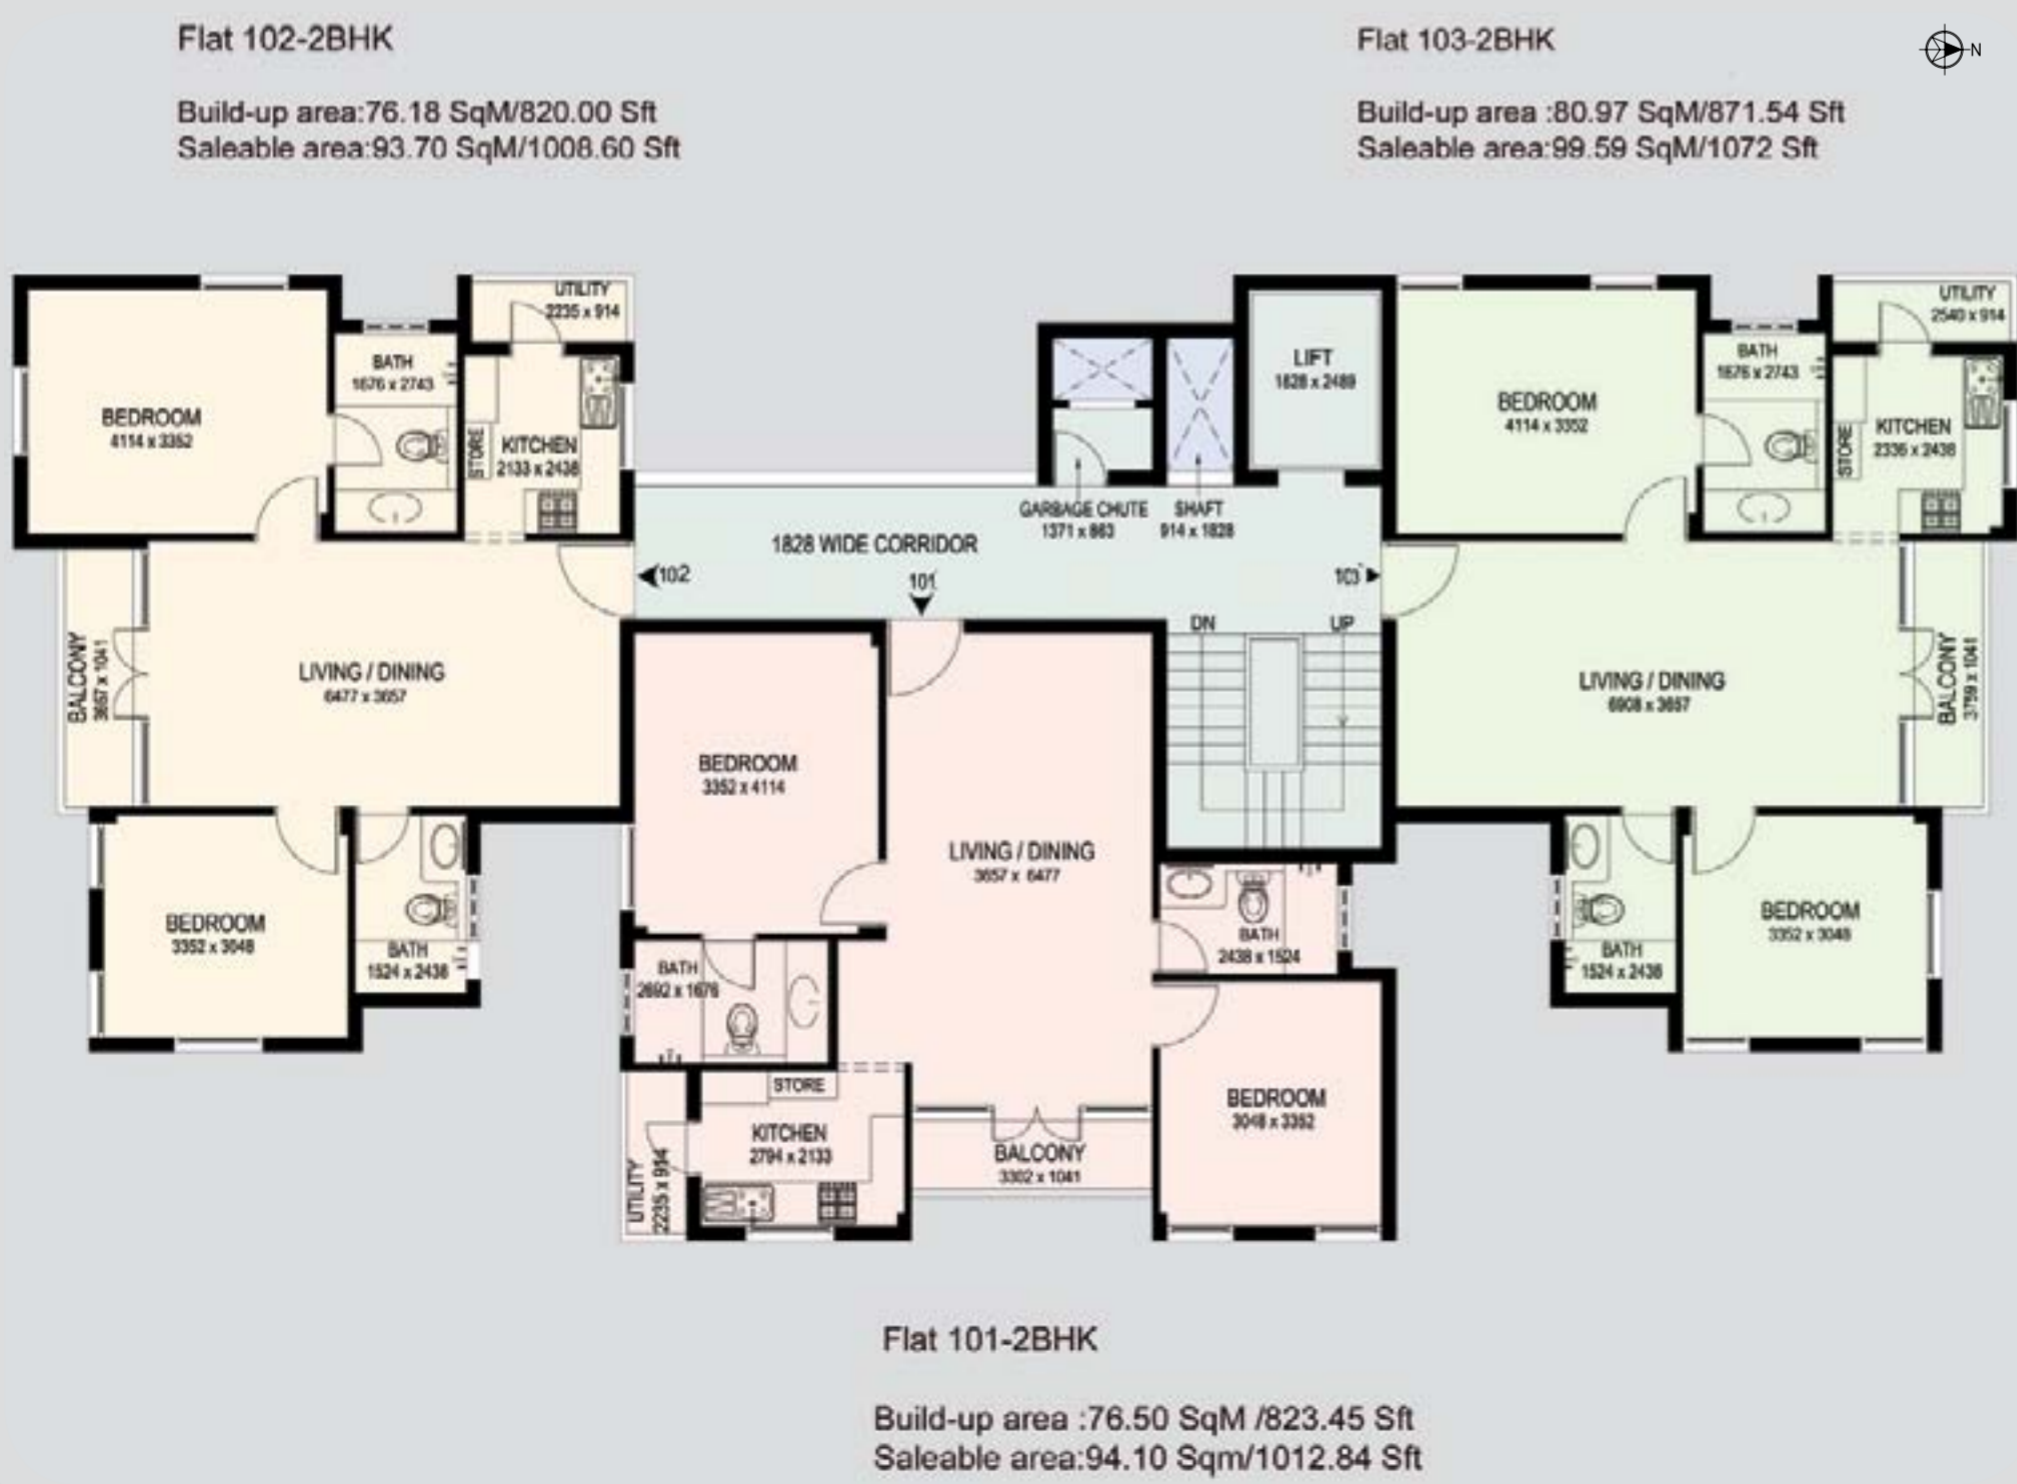 Flat 102-2BHK
Build-up area:76.18 SqM/820.00 Sft
Saleable area:93.70 SqM/1008.60 Sft
Flat 103-2BHK
Build-up area :80.97 SqM/871.54 Sft
Saleable area:99.59 SqM/1072 Sft
N
UTILITY
2235 x 914
BATH
1676 x 2743
BEDROOM
4114 x 3352
STORE
KITCHEN
2133 x 2438
BALCONY
3657 x 1041
LIVING / DINING
6477 x 3657
BEDROOM
3352 x 3048
BATH
1524 x 2438
1828 WIDE CORRIDOR
102
101
103
GARBAGE CHUTE
1371 x 863
SHAFT
914 x 1828
LIFT
1828 x 2489
DN
UP
BEDROOM
4114 x 3352
BATH
1676 x 2743
UTILITY
2540 x 914
STORE
KITCHEN
2336 x 2438
LIVING / DINING
6908 x 3657
BALCONY
3759 x 1041
BATH
1524 x 2438
BEDROOM
3352 x 3048
BEDROOM
3352 x 4114
LIVING / DINING
3657 x 6477
BATH
2438 x 1524
BATH
2692 x 1676
STORE
KITCHEN
2794 x 2133
UTILITY
2235 x 914
BALCONY
3302 x 1041
BEDROOM
3048 x 3352
Flat 101-2BHK
Build-up area :76.50 SqM /823.45 Sft
Saleable area:94.10 Sqm/1012.84 Sft